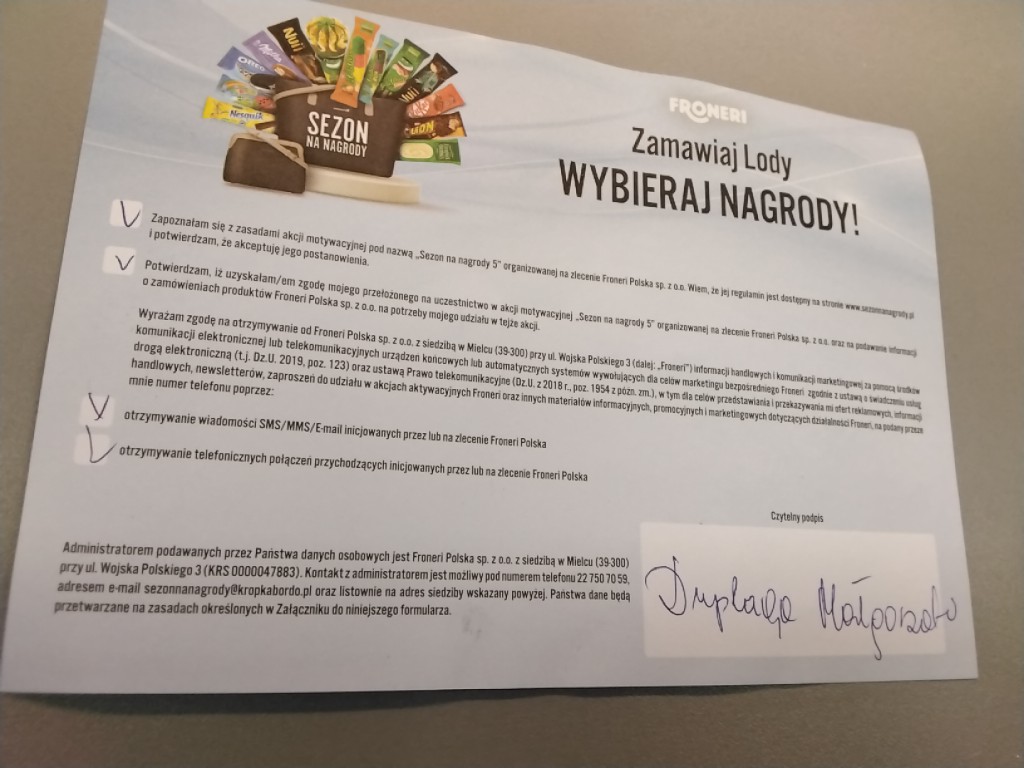 Nuii
Milka
OREO
Nesquik
SEZON
NA NAGRODY
Nuii
LION
FRONERI
Zamawiaj Lody
WYBIERAJ NAGRODY!
V Zapoznałam się z zasadami akcji motywacyjnej pod nazwą „Sezon na nagrody 5" organizowanej na zlecenie Froneri Polska sp. z o.o. Wiem, że jej regulamin jest dostępny na stronie www.sezonnanagrody.pl
i potwierdzam, że akceptuję jego postanowienia.
V Potwierdzam, iż uzyskałam/em zgodę mojego przełożonego na uczestnictwo w akcji motywacyjnej „Sezon na nagrody 5" organizowanej na zlecenie Froneri Polska sp. z o.o. oraz na podawanie informacji
o zamówieniach produktów Froneri Polska sp. z o.o. na potrzeby mojego udziału w tejże akcji.
Wyrażam zgodę na otrzymywanie od Froneri Polska sp. z o.o. z siedzibą w Mielcu (39-300) przy ul. Wojska Polskiego 3 (dalej: „Froneri") informacji handlowych i komunikacji marketingowej za pomocą środków
komunikacji elektronicznej lub telekomunikacyjnych urządzeń końcowych lub automatycznych systemów wywołujących dla celów marketingu bezpośredniego Froneri zgodnie z ustawą o świadczeniu usług
drogą elektroniczną (t.j. Dz.U. 2019, poz. 123) oraz ustawą Prawo telekomunikacyjne (Dz.U. z 2018 r., poz. 1954 z późn. zm.), w tym dla celów przedstawiania i przekazywania mi ofert reklamowych, informacji
handlowych, newsletterów, zaproszeń do udziału w akcjach aktywacyjnych Froneri oraz innych materiałów informacyjnych, promocyjnych i marketingowych dotyczących działalności Froneri, na podany przeze
mnie numer telefonu poprzez:
V otrzymywanie wiadomości SMS/MMS/E-mail inicjowanych przez lub na zlecenie Froneri Polska
V otrzymywanie telefonicznych połączeń przychodzących inicjowanych przez lub na zlecenie Froneri Polska
Czytelny podpis
Administratorem podawanych przez Państwa danych osobowych jest Froneri Polska sp. z o.o. z siedzibą w Mielcu (39-300)
przy ul. Wojska Polskiego 3 (KRS 0000047883). Kontakt z administratorem jest możliwy pod numerem telefonu 22 750 70 59,
adresem e-mail sezonnanagrody@kropkabordo.pl oraz listownie na adres siedziby wskazany powyżej. Państwa dane będą
przetwarzane na zasadach określonych w Załączniku do niniejszego formularza.
Duplaga Małgorzata